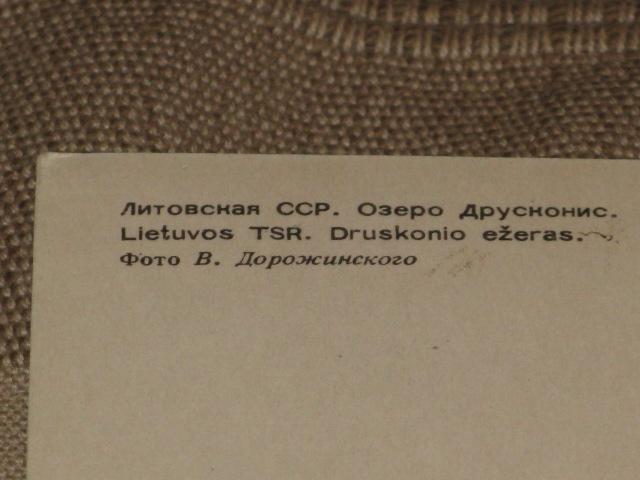 Литовская ССР. Озеро Друсконис.
Lietuvos TSR. Druskonio ežeras.
Фото В. Дорожинского